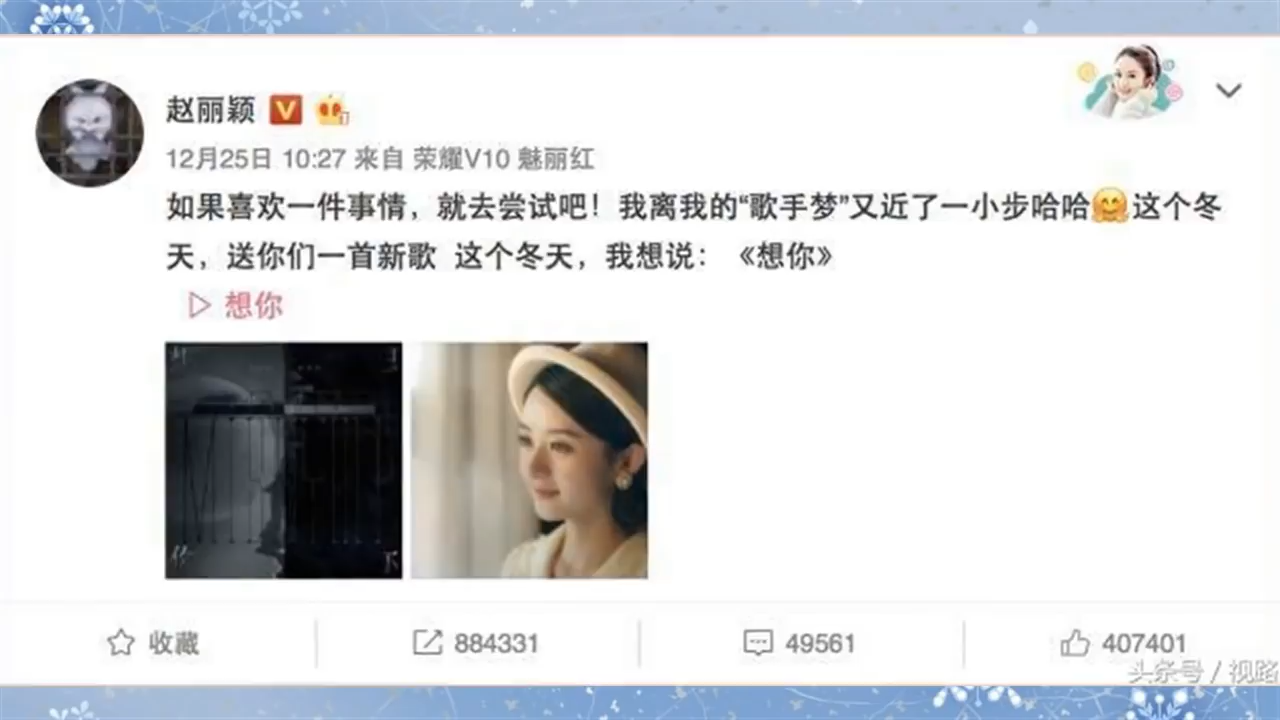 赵丽颖
12月25日 10:27 来自 荣耀V10 魅丽红
如果喜欢一件事情，就去尝试吧！我离我的“歌手梦”又近了一小步哈哈🤗这个冬
天，送你们一首新歌 这个冬天，我想说：《想你》
想你
收藏
884331
49561
407401
头条号 / 视路